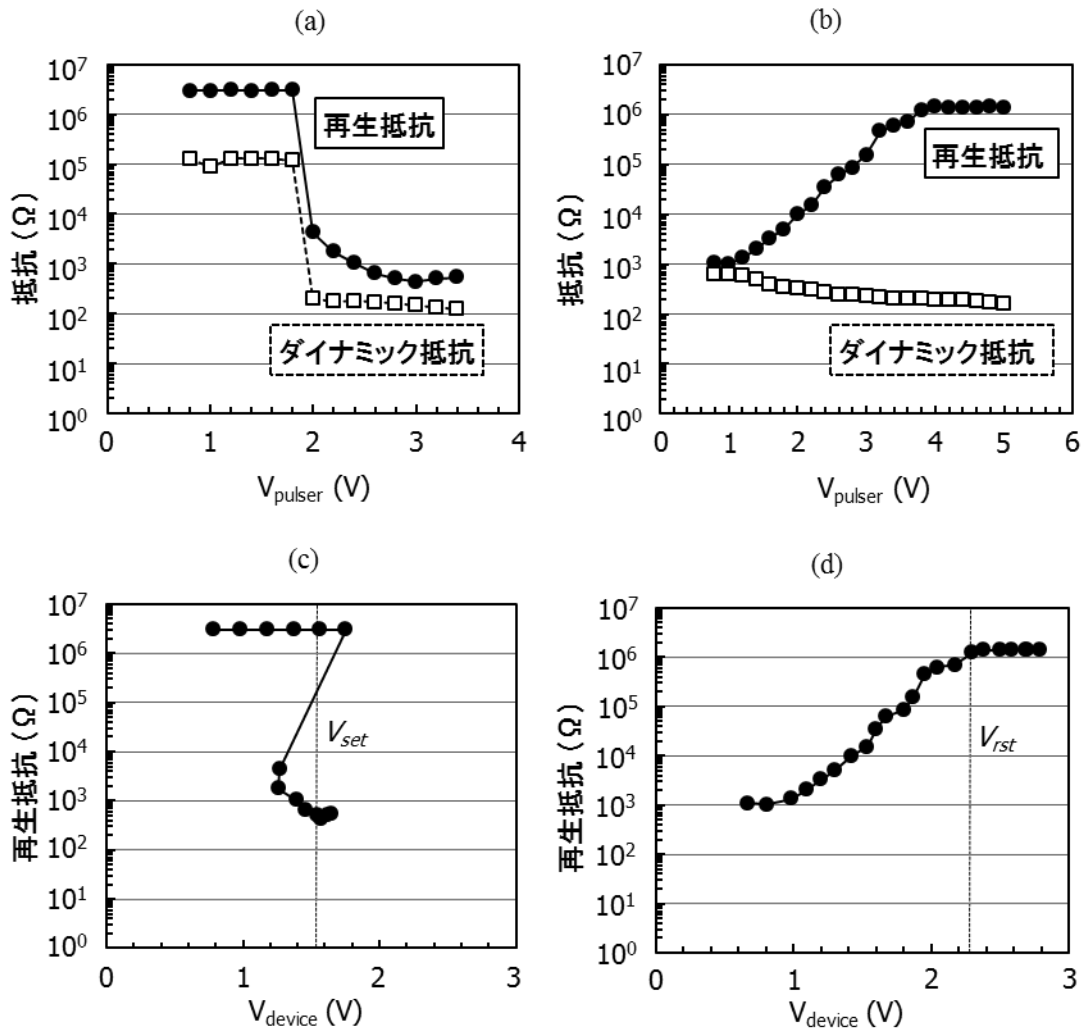 (a)
10⁷
10⁶
10⁵
10⁴
10³
10²
10¹
10⁰
抵抗 (Ω)
再生抵抗
ダイナミック抵抗
0 1 2 3 4
V_pulser (V)
(b)
10⁷
10⁶
10⁵
10⁴
10³
10²
10¹
10⁰
抵抗 (Ω)
再生抵抗
ダイナミック抵抗
0 1 2 3 4 5 6
V_pulser (V)
(c)
10⁷
10⁶
10⁵
10⁴
10³
10²
10¹
10⁰
再生抵抗 (Ω)
V_set
0 1 2 3
V_device (V)
(d)
10⁷
10⁶
10⁵
10⁴
10³
10²
10¹
10⁰
再生抵抗 (Ω)
V_rst
0 1 2 3
V_device (V)